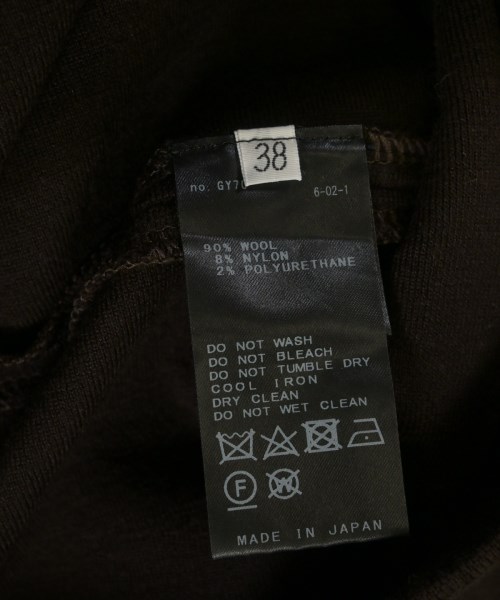 38
no. 6-02-1
90% WOOL
8% NYLON
2% POLYURETHANE
DO NOT WASH
DO NOT BLEACH
DO NOT TUMBLE DRY
COOL IRON
DRY CLEAN
DO NOT WET CLEAN
F W
MADE IN JAPAN